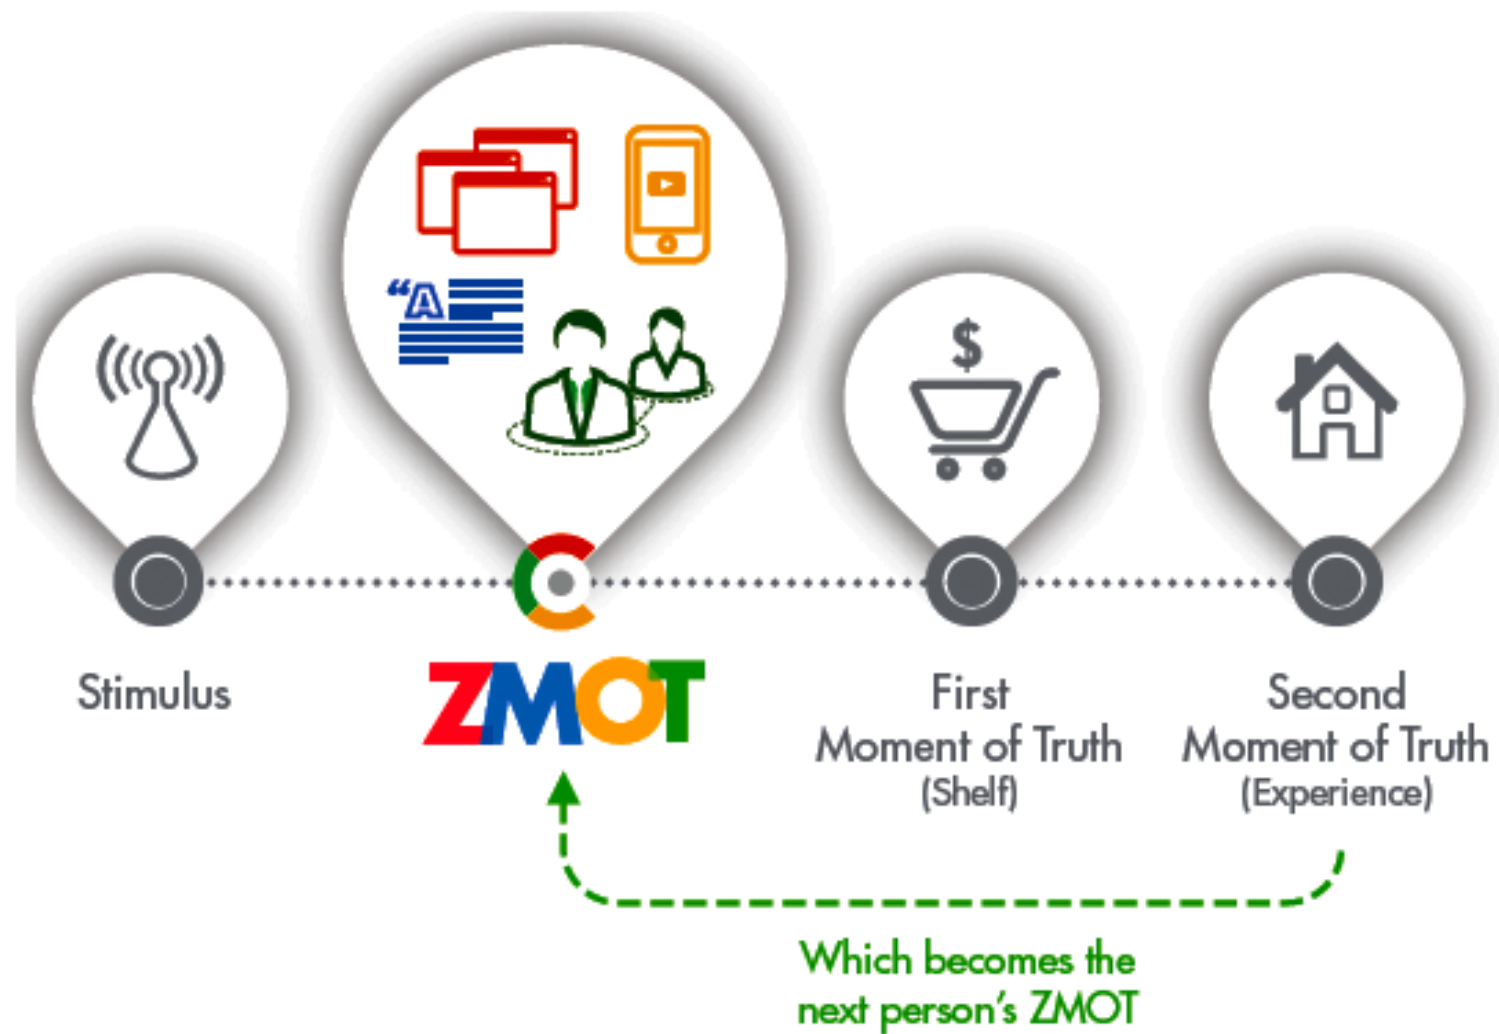 “A
$
Stimulus
ZMOT
First
Moment of Truth
(Shelf)
Second
Moment of Truth
(Experience)
Which becomes the
next person’s ZMOT